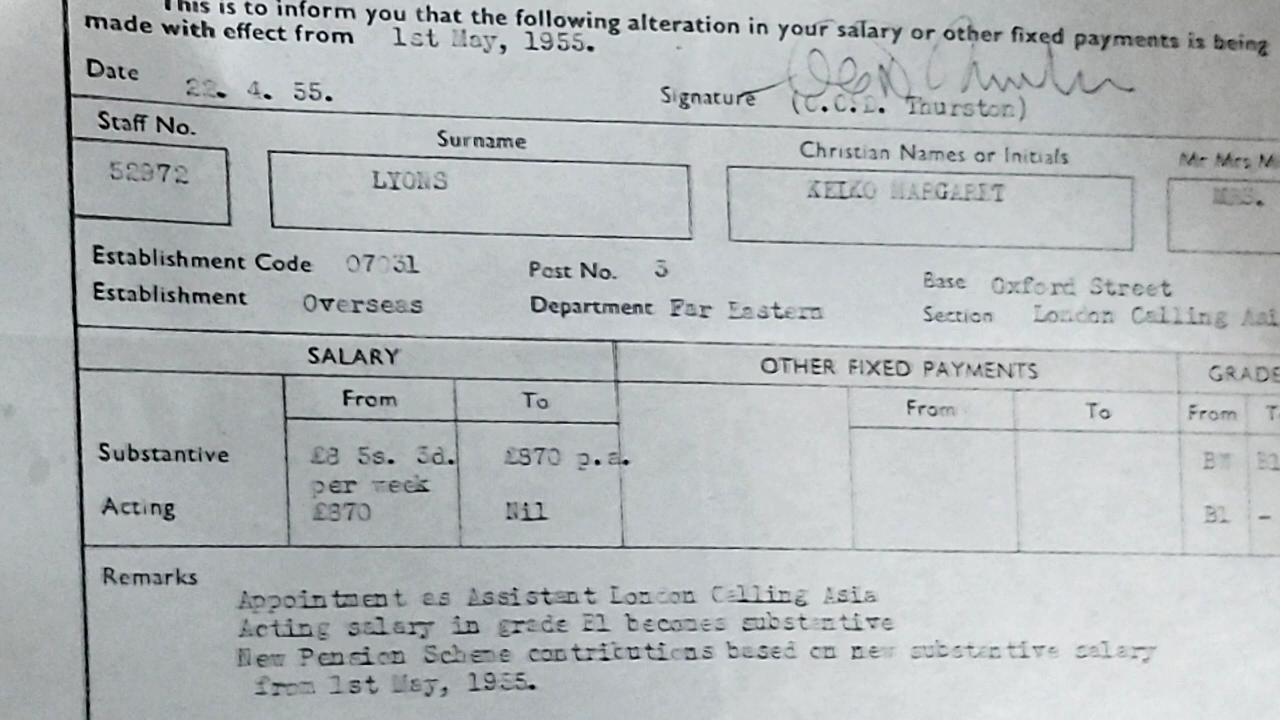 This is to inform you that the following alteration in your salary or other fixed payments is being
made with effect from 1st May, 1955.
Date 22. 4. 55.
Signature
(C.C.L. Thurston)
Staff No. Surname Christian Names or Initials Mr Mrs M
52972 LYONS KEIKO MARGARET MRS.
Establishment Code 07031 Post No. 3 Base Oxford Street
Establishment Overseas Department Far Eastern Section London Calling Asi
SALARY OTHER FIXED PAYMENTS GRADE
From To From To From T
Substantive £8 5s. 3d. £870 p.a. B1
per week
Acting £870 Nil B1 -
Remarks
Appointment as Assistant London Calling Asia
Acting salary in grade B1 becomes substantive
New Pension Scheme contributions based on new substantive salary
from 1st May, 1955.